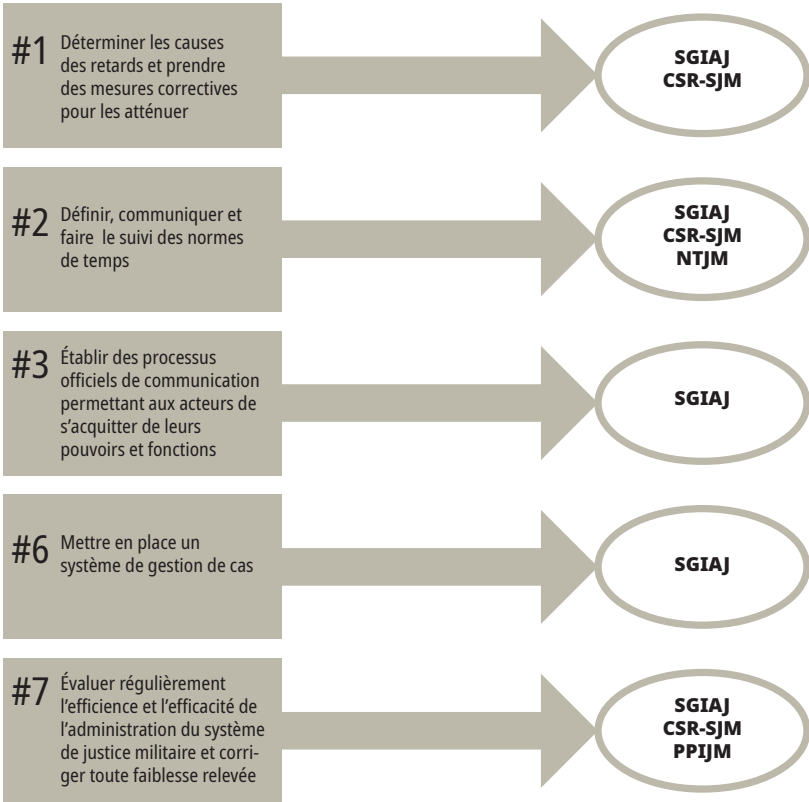 #1 Déterminer les causes
des retards et prendre
des mesures correctives
pour les atténuer
SGIAJ
CSR-SJM
#2 Définir, communiquer et
faire le suivi des normes
de temps
SGIAJ
CSR-SJM
NTJM
#3 Établir des processus
officiels de communication
permettant aux acteurs de
s'acquitter de leurs
pouvoirs et fonctions
SGIAJ
#6 Mettre en place un
système de gestion de cas
SGIAJ
#7 Évaluer régulièrement
l'efficience et l'efficacité de
l'administration du système
de justice militaire et corri-
ger toute faiblesse relevée
SGIAJ
CSR-SJM
PPIJM